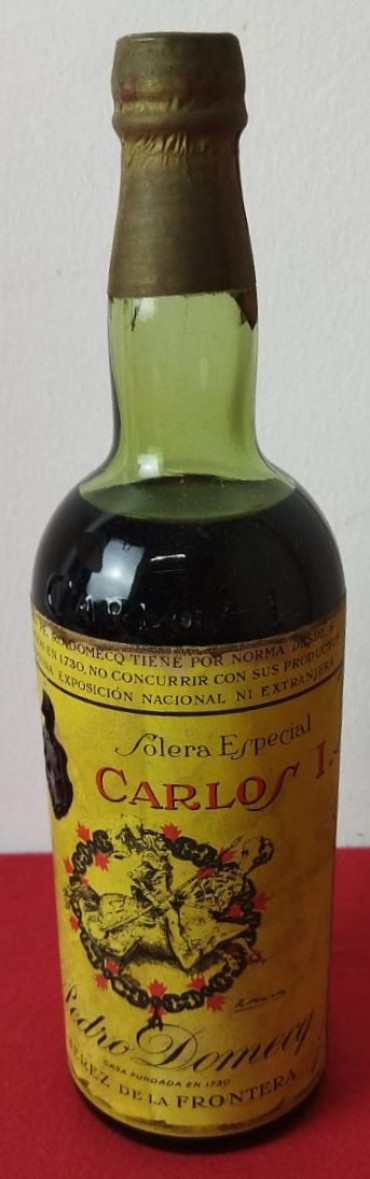 DOMECQ TIENE POR NORMA DESDE
EN 1730, NO CONCURRIR CON SUS PRODUCTOS
EXPOSICIÓN NACIONAL NI EXTRANJERA
Solera Especial
CARLOS I.
Pedro Domecq
CASA FUNDADA EN 1730
JEREZ DE LA FRONTERA